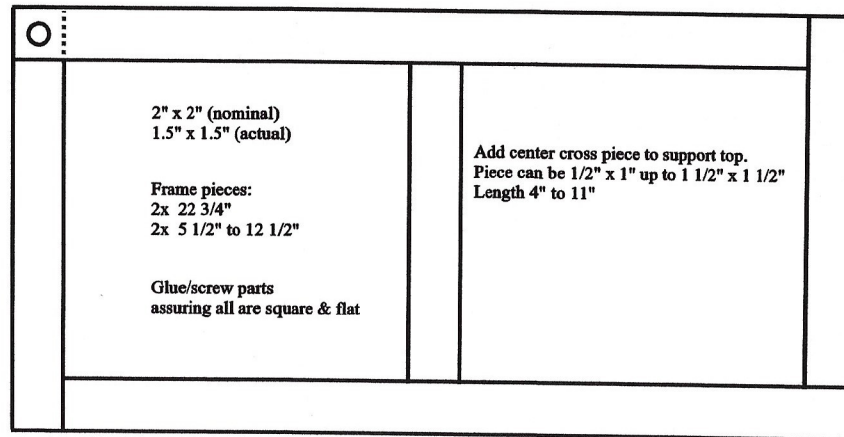 2" x 2" (nominal)
1.5" x 1.5" (actual)
Frame pieces:
2x 22 3/4"
2x 5 1/2" to 12 1/2"
Glue/screw parts
assuring all are square & flat
Add center cross piece to support top.
Piece can be 1/2" x 1" up to 1 1/2" x 1 1/2"
Length 4" to 11"